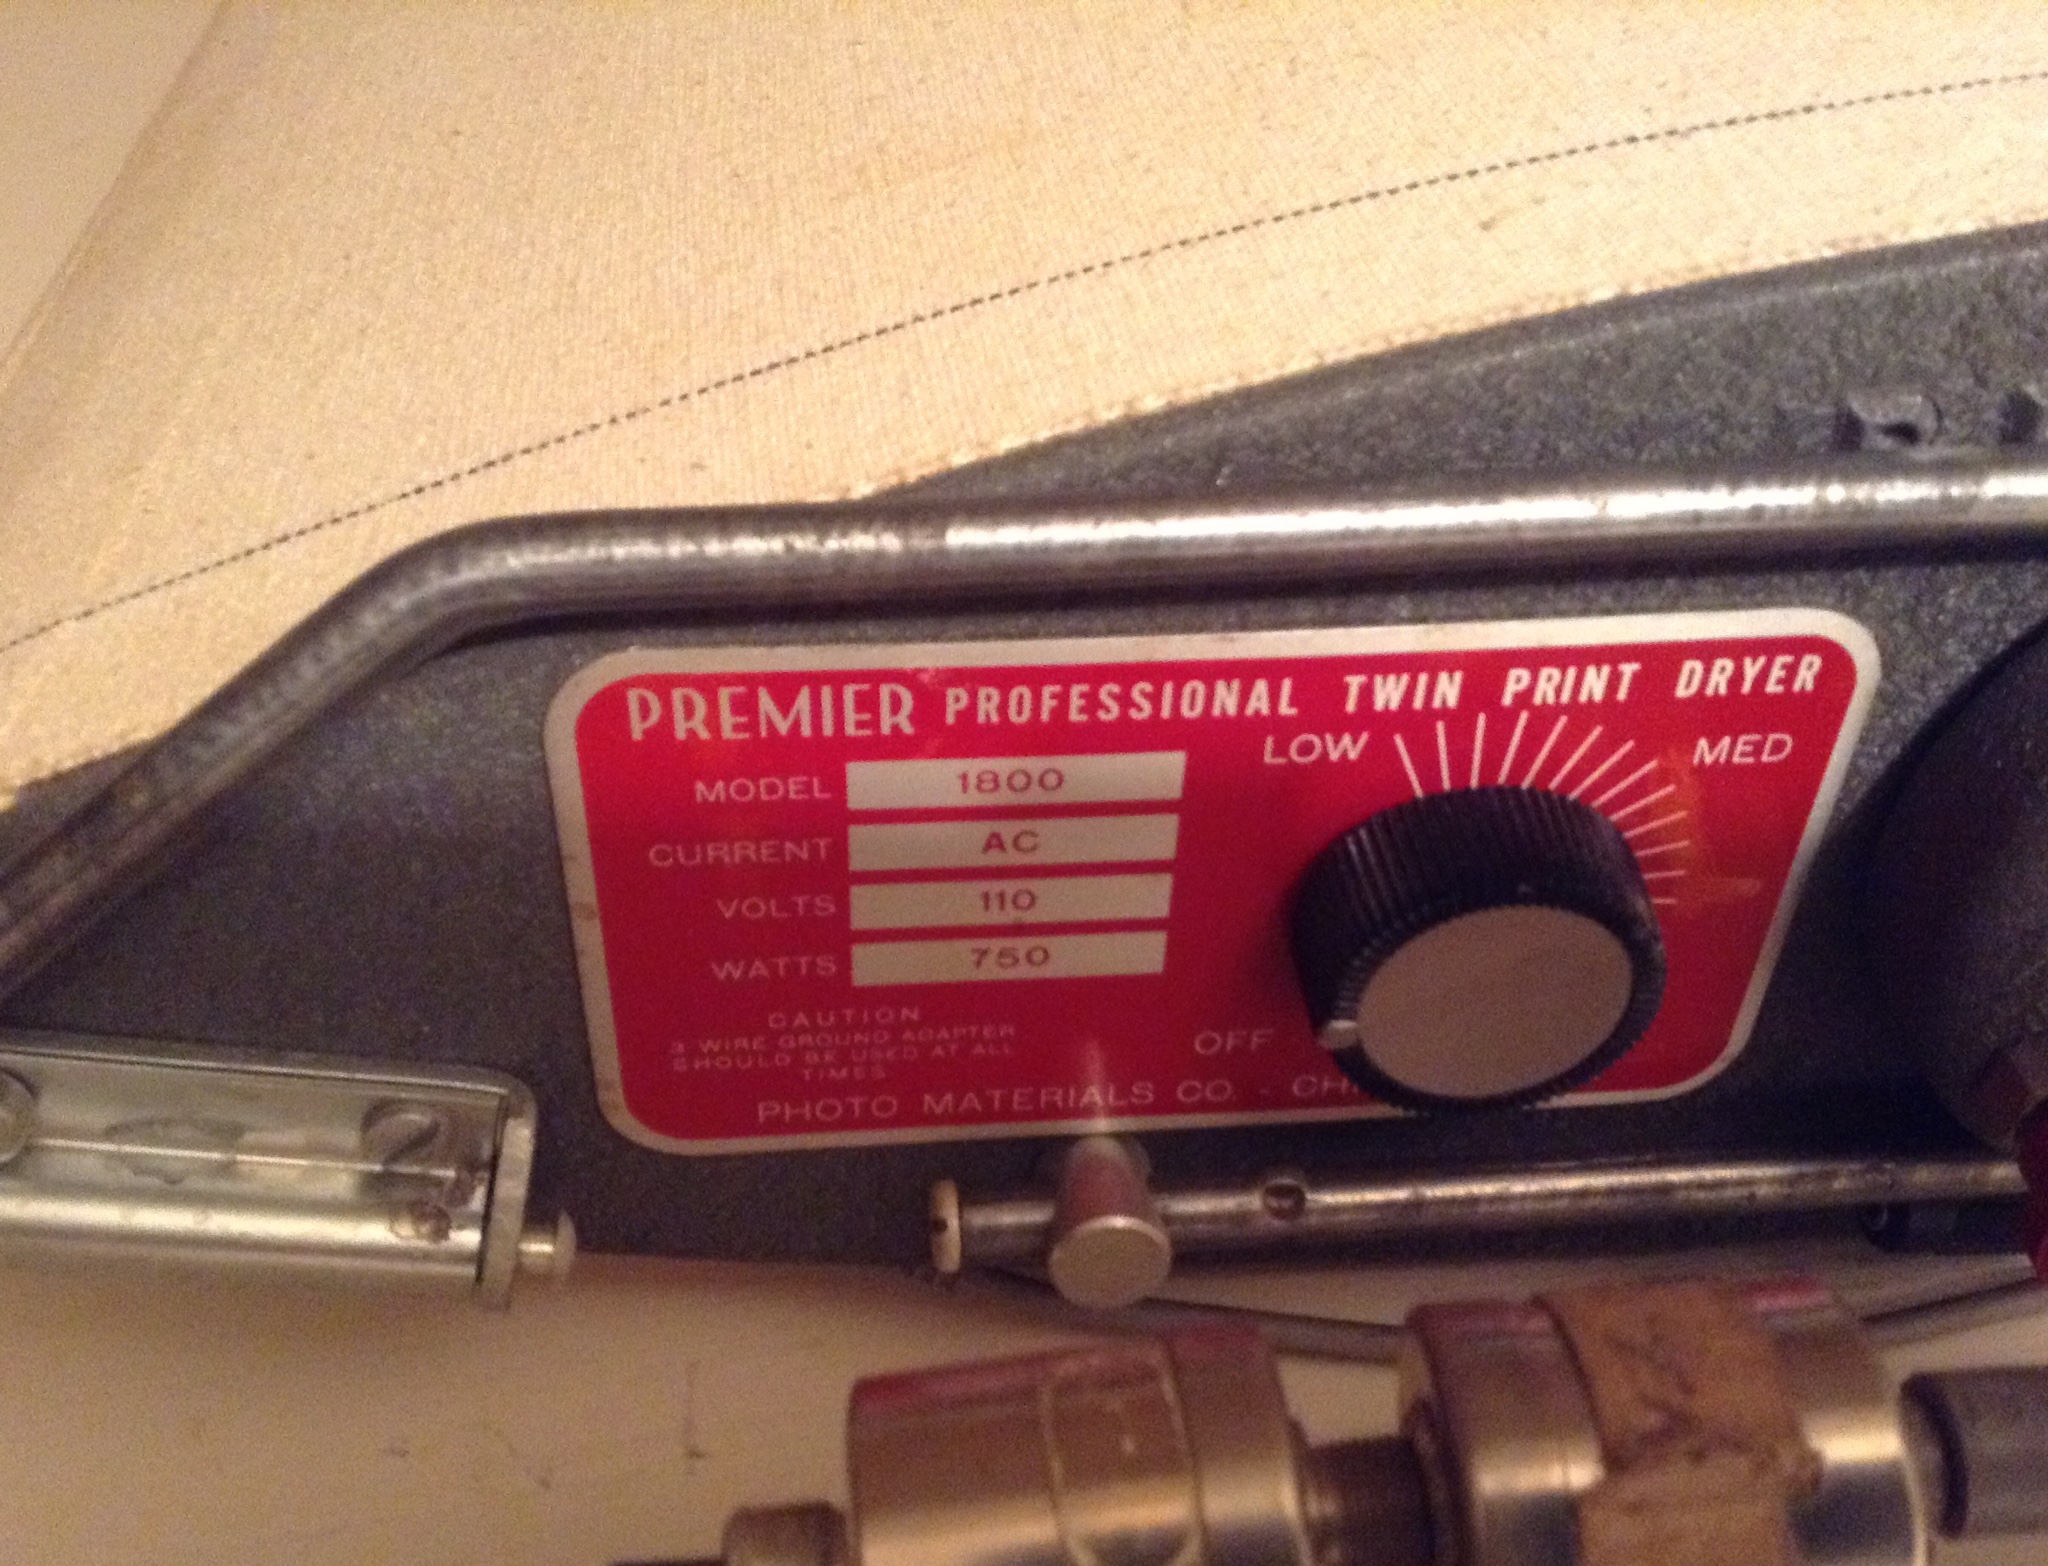 PREMIER PROFESSIONAL TWIN PRINT DRYER
LOW MED
MODEL 1800
CURRENT AC
VOLTS 110
WATTS 750
CAUTION
3 WIRE GROUND ADAPTER
SHOULD BE USED AT ALL
TIMES
OFF
PHOTO MATERIALS CO. - CHI